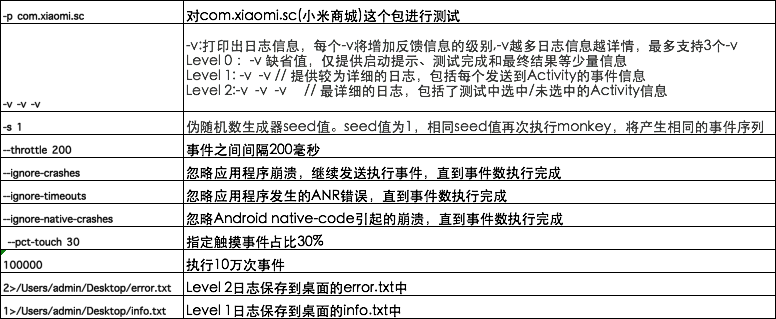 -p com.xiaomi.sc 对com.xiaomi.sc(小米商城)这个包进行测试
-v:打印出日志信息，每个-v将增加反馈信息的级别,-v越多日志信息越详情，最多支持3个-v
Level 0 ：-v 缺省值，仅提供启动提示、测试完成和最终结果等少量信息
Level 1: -v -v // 提供较为详细的日志，包括每个发送到Activity的事件信息
-v -v -v Level 2:-v -v -v // 最详细的日志，包括了测试中选中/未选中的Activity信息
-s 1 伪随机数生成器seed值。seed值为1，相同seed值再次执行monkey，将产生相同的事件序列
--throttle 200 事件之间间隔200毫秒
--ignore-crashes 忽略应用程序崩溃，继续发送执行事件，直到事件数执行完成
--ignore-timeouts 忽略应用程序发生的ANR错误，直到事件数执行完成
--ignore-native-crashes 忽略Android native-code引起的崩溃，直到事件数执行完成
--pct-touch 30 指定触摸事件占比30%
100000 执行10万次事件
2>/Users/admin/Desktop/error.txt Level 2日志保存到桌面的error.txt中
1>/Users/admin/Desktop/info.txt Level 1日志保存到桌面的info.txt中